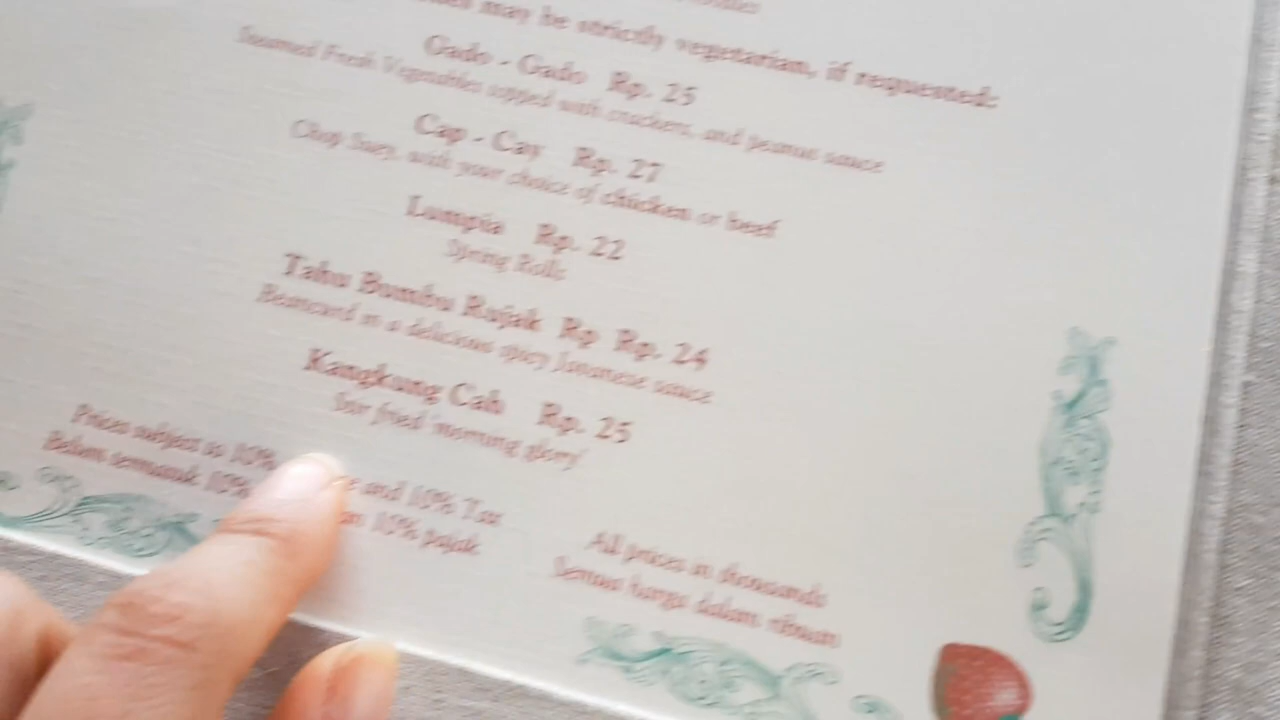 may be strictly vegetarian, if requested:
Gado - Gado Rp. 25
Steamed Fresh Vegetables topped with crackers, and peanut sauce
Cap - Cay Rp. 27
Chop Suey, with your choice of chicken or beef
Lumpia Rp. 22
Spring Rolls
Tahu Bumbu Rujak Rp Rp. 24
Beancurd in a delicious spicy Javanese sauce
Kangkung Cah Rp. 25
Stir fried morning glory
Prices subject to 10% and 10% Tax
Belum termasuk 10% 10% pajak
All prices in thousands
Semua harga dalam ribuan